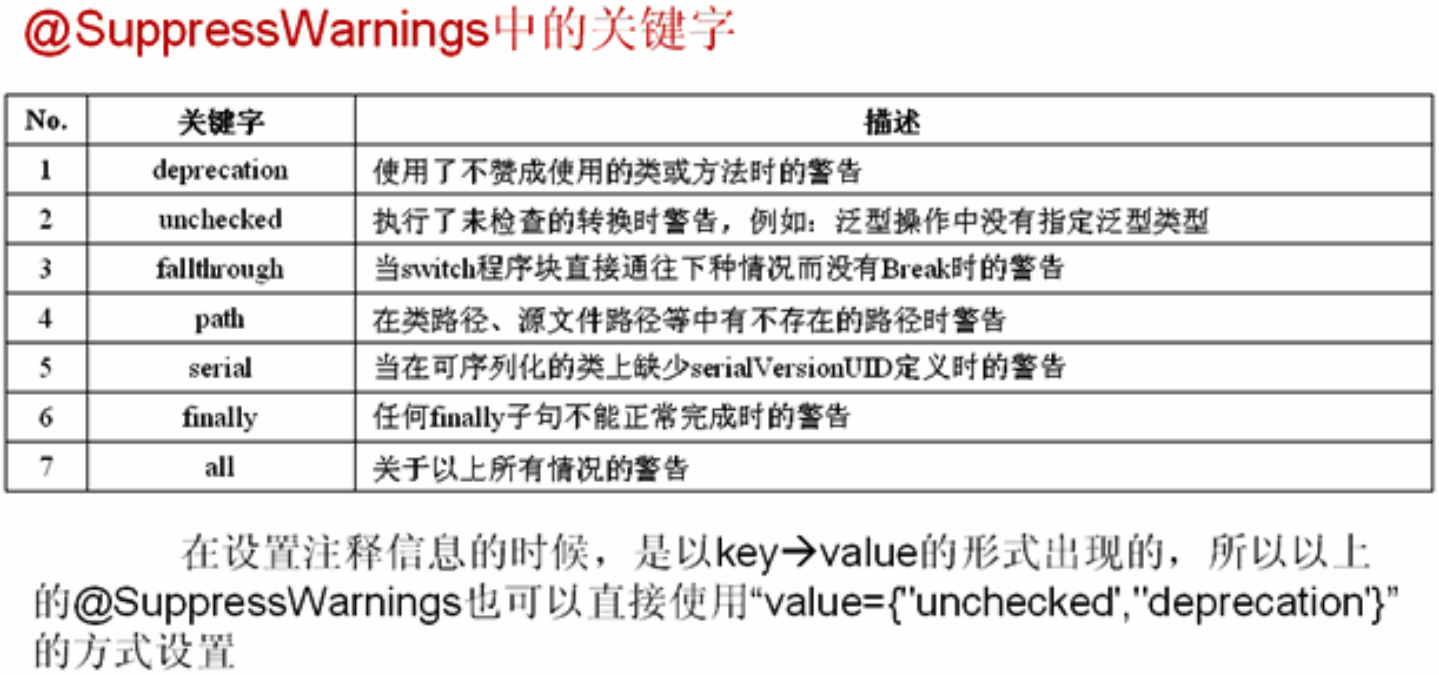 @SuppressWarnings中的关键字
No. 关键字 描述
1 deprecation 使用了不赞成使用的类或方法时的警告
2 unchecked 执行了未检查的转换时警告，例如：泛型操作中没有指定泛型类型
3 fallthrough 当switch程序块直接通往下种情况而没有Break时的警告
4 path 在类路径、源文件路径等中有不存在的路径时警告
5 serial 当在可序列化的类上缺少serialVersionUID定义时的警告
6 finally 任何finally子句不能正常完成时的警告
7 all 关于以上所有情况的警告
在设置注释信息的时候，是以key→value的形式出现的，所以以上
的@SuppressWarnings也可以直接使用“value={"unchecked","deprecation"}”
的方式设置